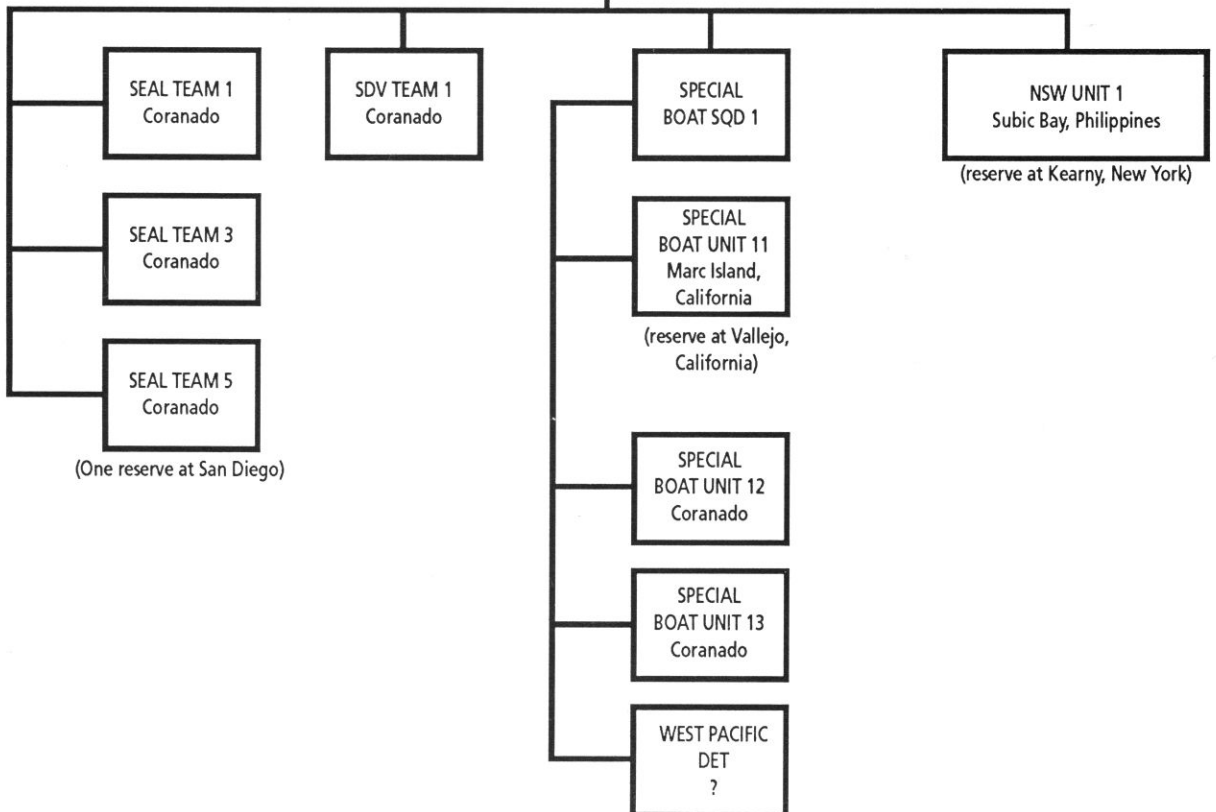 SEAL TEAM 1
Coranado
SEAL TEAM 3
Coranado
SEAL TEAM 5
Coranado
(One reserve at San Diego)
SDV TEAM 1
Coranado
SPECIAL
BOAT SQD 1
SPECIAL
BOAT UNIT 11
Marc Island,
California
(reserve at Vallejo,
California)
SPECIAL
BOAT UNIT 12
Coranado
SPECIAL
BOAT UNIT 13
Coranado
WEST PACIFIC
DET
?
NSW UNIT 1
Subic Bay, Philippines
(reserve at Kearny, New York)